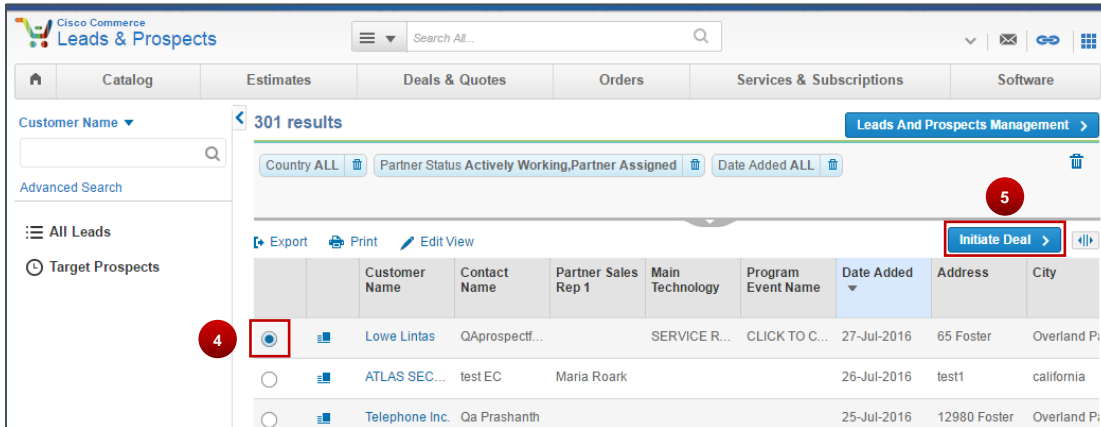 Cisco Commerce
Leads & Prospects
Search All...
Catalog Estimates Deals & Quotes Orders Services & Subscriptions Software
Customer Name
301 results
Leads And Prospects Management >
Country ALL Partner Status Actively Working,Partner Assigned Date Added ALL
Advanced Search
5
All Leads
Export Print Edit View Initiate Deal >
Target Prospects
Customer Name Contact Name Partner Sales Rep 1 Main Technology Program Event Name Date Added Address City
4
Lowe Lintas QAprospectf... SERVICE R... CLICK TO C... 27-Jul-2016 65 Foster Overland Pa
ATLAS SEC... test EC Maria Roark 26-Jul-2016 test1 california
Telephone Inc. Qa Prashanth 25-Jul-2016 12980 Foster Overland Pa